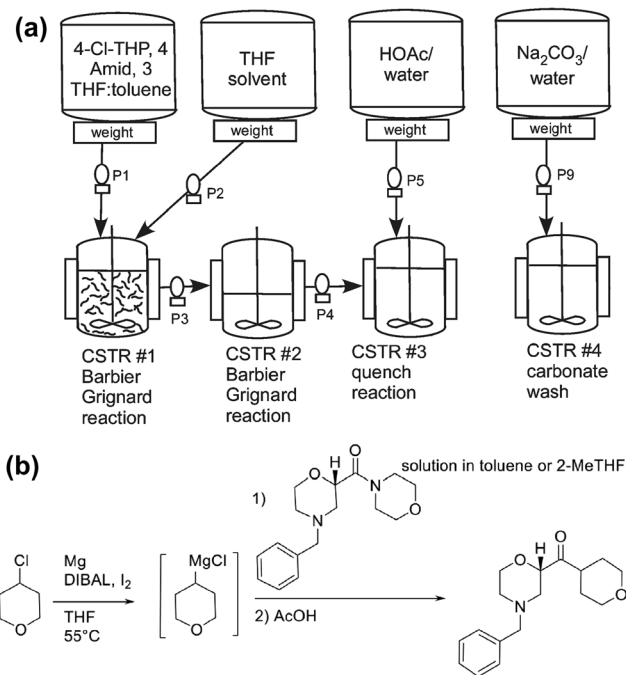 (a)
4-Cl-THP, 4
Amid, 3
THF:toluene
weight
THF
solvent
weight
HOAc/
water
weight
Na₂CO₃/
water
weight
P1
P2
P5
P9
P3
P4
CSTR #1
Barbier
Grignard
reaction
CSTR #2
Barbier
Grignard
reaction
CSTR #3
quench
reaction
CSTR #4
carbonate
wash
(b)
Cl
O
Mg
DIBAL, I₂
THF
55°C
MgCl
O
1)
O
H
O
N
O
N
solution in toluene or 2-MeTHF
2) AcOH
O
H
O
O
N